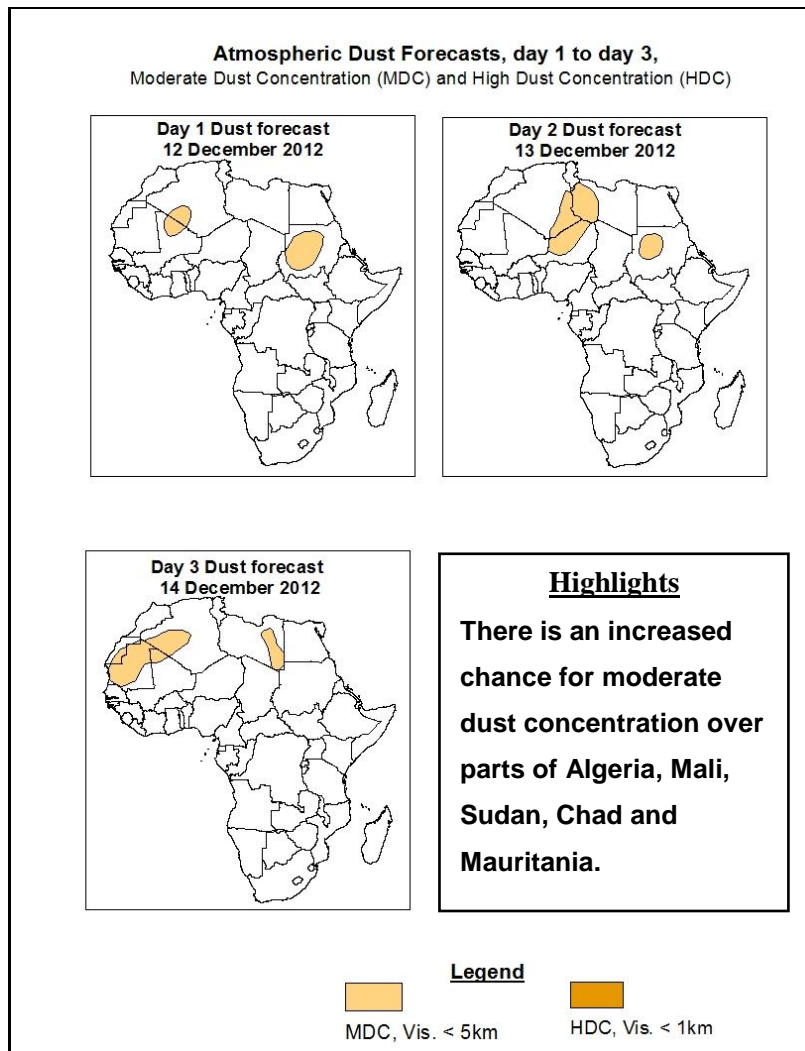 Atmospheric Dust Forecasts, day 1 to day 3,
Moderate Dust Concentration (MDC) and High Dust Concentration (HDC)
Day 1 Dust forecast
12 December 2012
Day 2 Dust forecast
13 December 2012
Day 3 Dust forecast
14 December 2012
Highlights
There is an increased
chance for moderate
dust concentration over
parts of Algeria, Mali,
Sudan, Chad and
Mauritania.
Legend
MDC, Vis. < 5km
HDC, Vis. < 1km